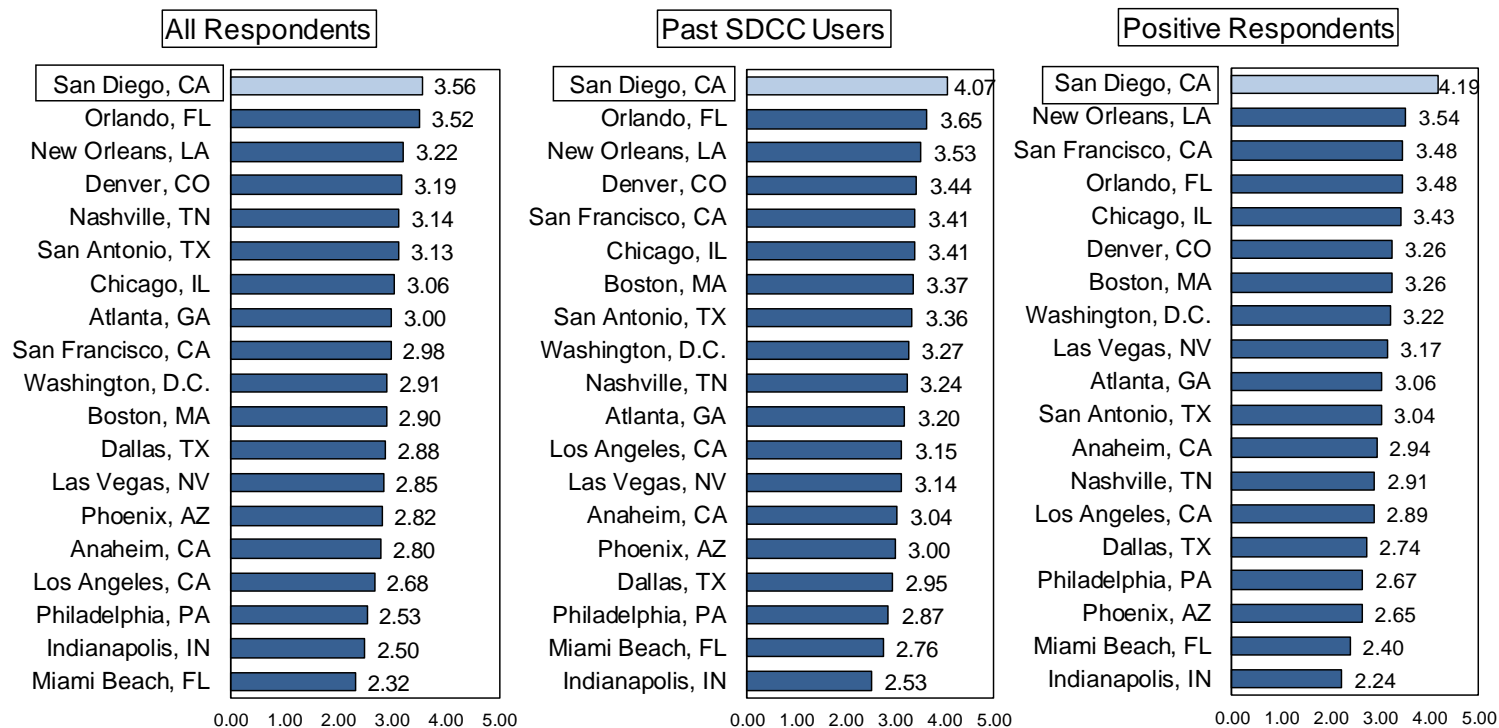 All Respondents
San Diego, CA 3.56
Orlando, FL 3.52
New Orleans, LA 3.22
Denver, CO 3.19
Nashville, TN 3.14
San Antonio, TX 3.13
Chicago, IL 3.06
Atlanta, GA 3.00
San Francisco, CA 2.98
Washington, D.C. 2.91
Boston, MA 2.90
Dallas, TX 2.88
Las Vegas, NV 2.85
Phoenix, AZ 2.82
Anaheim, CA 2.80
Los Angeles, CA 2.68
Philadelphia, PA 2.53
Indianapolis, IN 2.50
Miami Beach, FL 2.32
0.00 1.00 2.00 3.00 4.00 5.00
Past SDCC Users
San Diego, CA 4.07
Orlando, FL 3.65
New Orleans, LA 3.53
Denver, CO 3.44
San Francisco, CA 3.41
Chicago, IL 3.41
Boston, MA 3.37
San Antonio, TX 3.36
Washington, D.C. 3.27
Nashville, TN 3.24
Atlanta, GA 3.20
Los Angeles, CA 3.15
Las Vegas, NV 3.14
Anaheim, CA 3.04
Phoenix, AZ 3.00
Dallas, TX 2.95
Philadelphia, PA 2.87
Miami Beach, FL 2.76
Indianapolis, IN 2.53
0.00 1.00 2.00 3.00 4.00 5.00
Positive Respondents
San Diego, CA 4.19
New Orleans, LA 3.54
San Francisco, CA 3.48
Orlando, FL 3.48
Chicago, IL 3.43
Denver, CO 3.26
Boston, MA 3.26
Washington, D.C. 3.22
Las Vegas, NV 3.17
Atlanta, GA 3.06
San Antonio, TX 3.04
Anaheim, CA 2.94
Nashville, TN 2.91
Los Angeles, CA 2.89
Dallas, TX 2.74
Philadelphia, PA 2.67
Phoenix, AZ 2.65
Miami Beach, FL 2.40
Indianapolis, IN 2.24
0.00 1.00 2.00 3.00 4.00 5.00